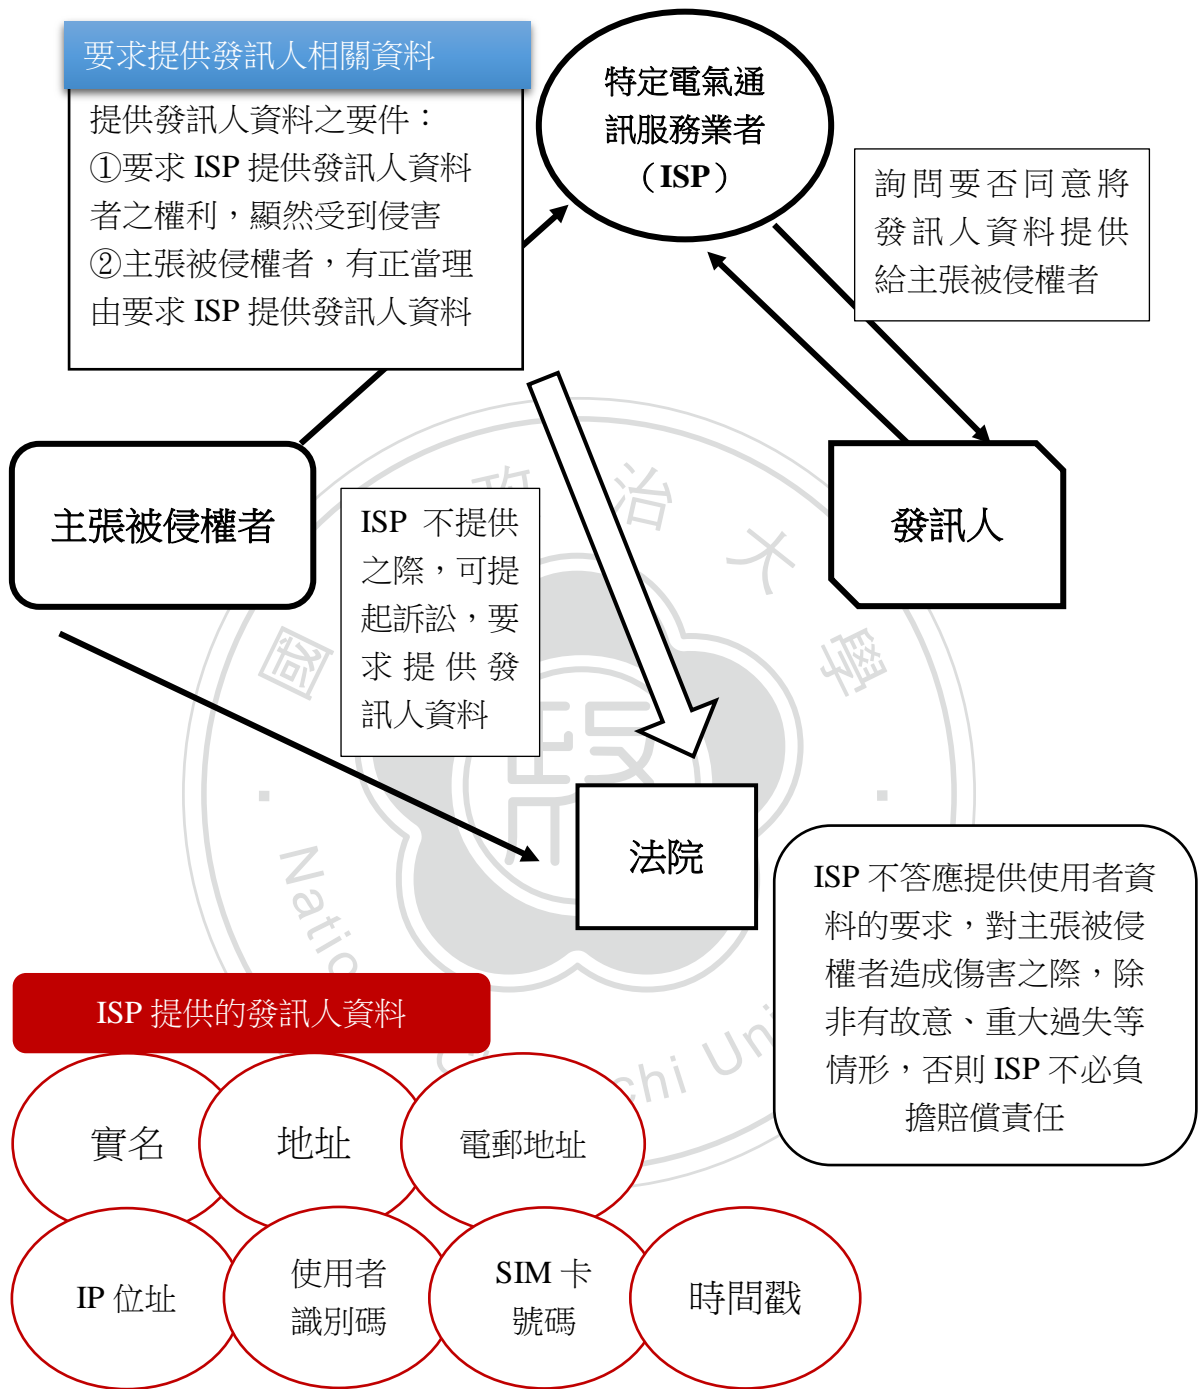 要求提供發訊人相關資料
提供發訊人資料之要件：
①要求 ISP 提供發訊人資料
者之權利，顯然受到侵害
②主張被侵權者，有正當理
由要求 ISP 提供發訊人資料
特定電氣通
訊服務業者
（ISP）
詢問要否同意將
發訊人資料提供
給主張被侵權者
主張被侵權者
ISP 不提供
之際，可提
起訴訟，要
求提供發
訊人資料
發訊人
法院
ISP 不答應提供使用者資
料的要求，對主張被侵
權者造成傷害之際，除
非有故意、重大過失等
情形，否則 ISP 不必負
擔賠償責任
ISP 提供的發訊人資料
實名
地址
電郵地址
IP 位址
使用者
識別碼
SIM 卡
號碼
時間戳
國 政 治 大 學
Natio
chi Uni